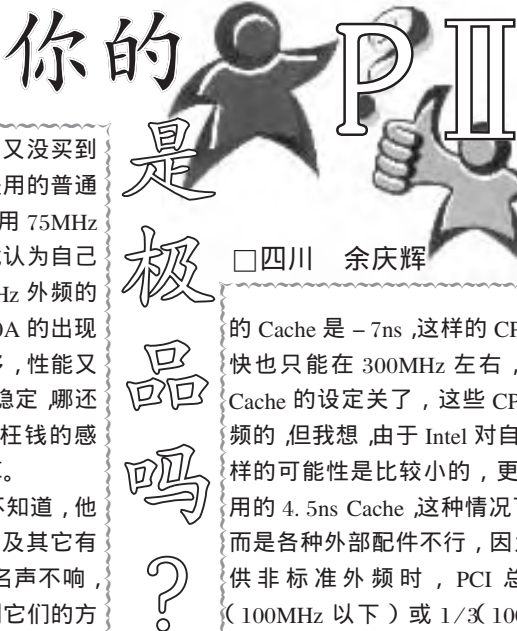 你的PⅡ
是极品吗？
□四川 余庆辉
又没买到
用的普通
用 75MHz
认为自己
Hz 外频的
0A 的出现
，性能又
稳定，哪还
枉钱的感
不知道，他
及其它有
名声不响，
它们的方
的 Cache 是 –7ns，这样的 CP
快也只能在 300MHz 左右，
Cache 的设定关了，这些 CP
频的，但我想，由于 Intel 对自
样的可能性是比较小的，更
用的 4.5ns Cache，这种情况
而是各种外部配件不行，因
供非标准外频时，PCI 总
（100MHz 以下）或 1/3(100